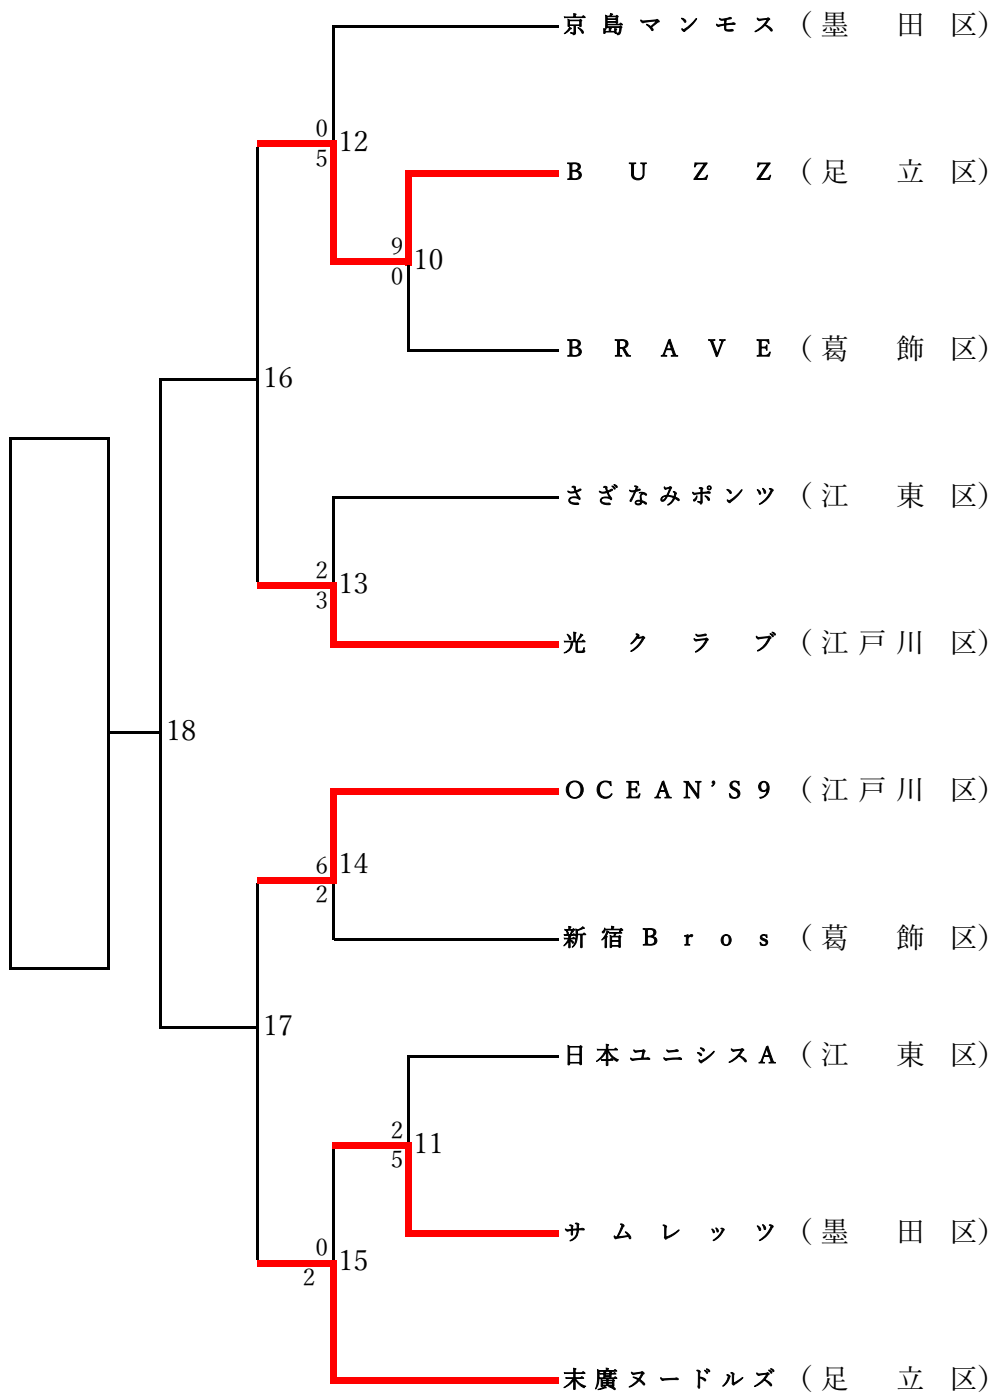 京島マンモス (墨田区)
0
12
5
BUZZ (足立区)
9
10
0
BRAVE (葛飾区)
16
さざなみポンツ (江東区)
2
13
3
光クラブ (江戸川区)
18
OCEAN'S9 (江戸川区)
6
14
2
新宿Bros (葛飾区)
17
日本ユニシスA (江東区)
2
11
5
サムレッツ (墨田区)
0
15
2
末廣ヌードルズ (足立区)